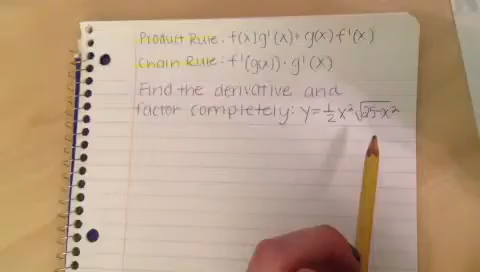 Product Rule: f(x)g'(x)+g(x)f'(x)
Chain Rule: f'(g(x))·g'(x)
Find the derivative and
factor completely: y=½x²√25-x²